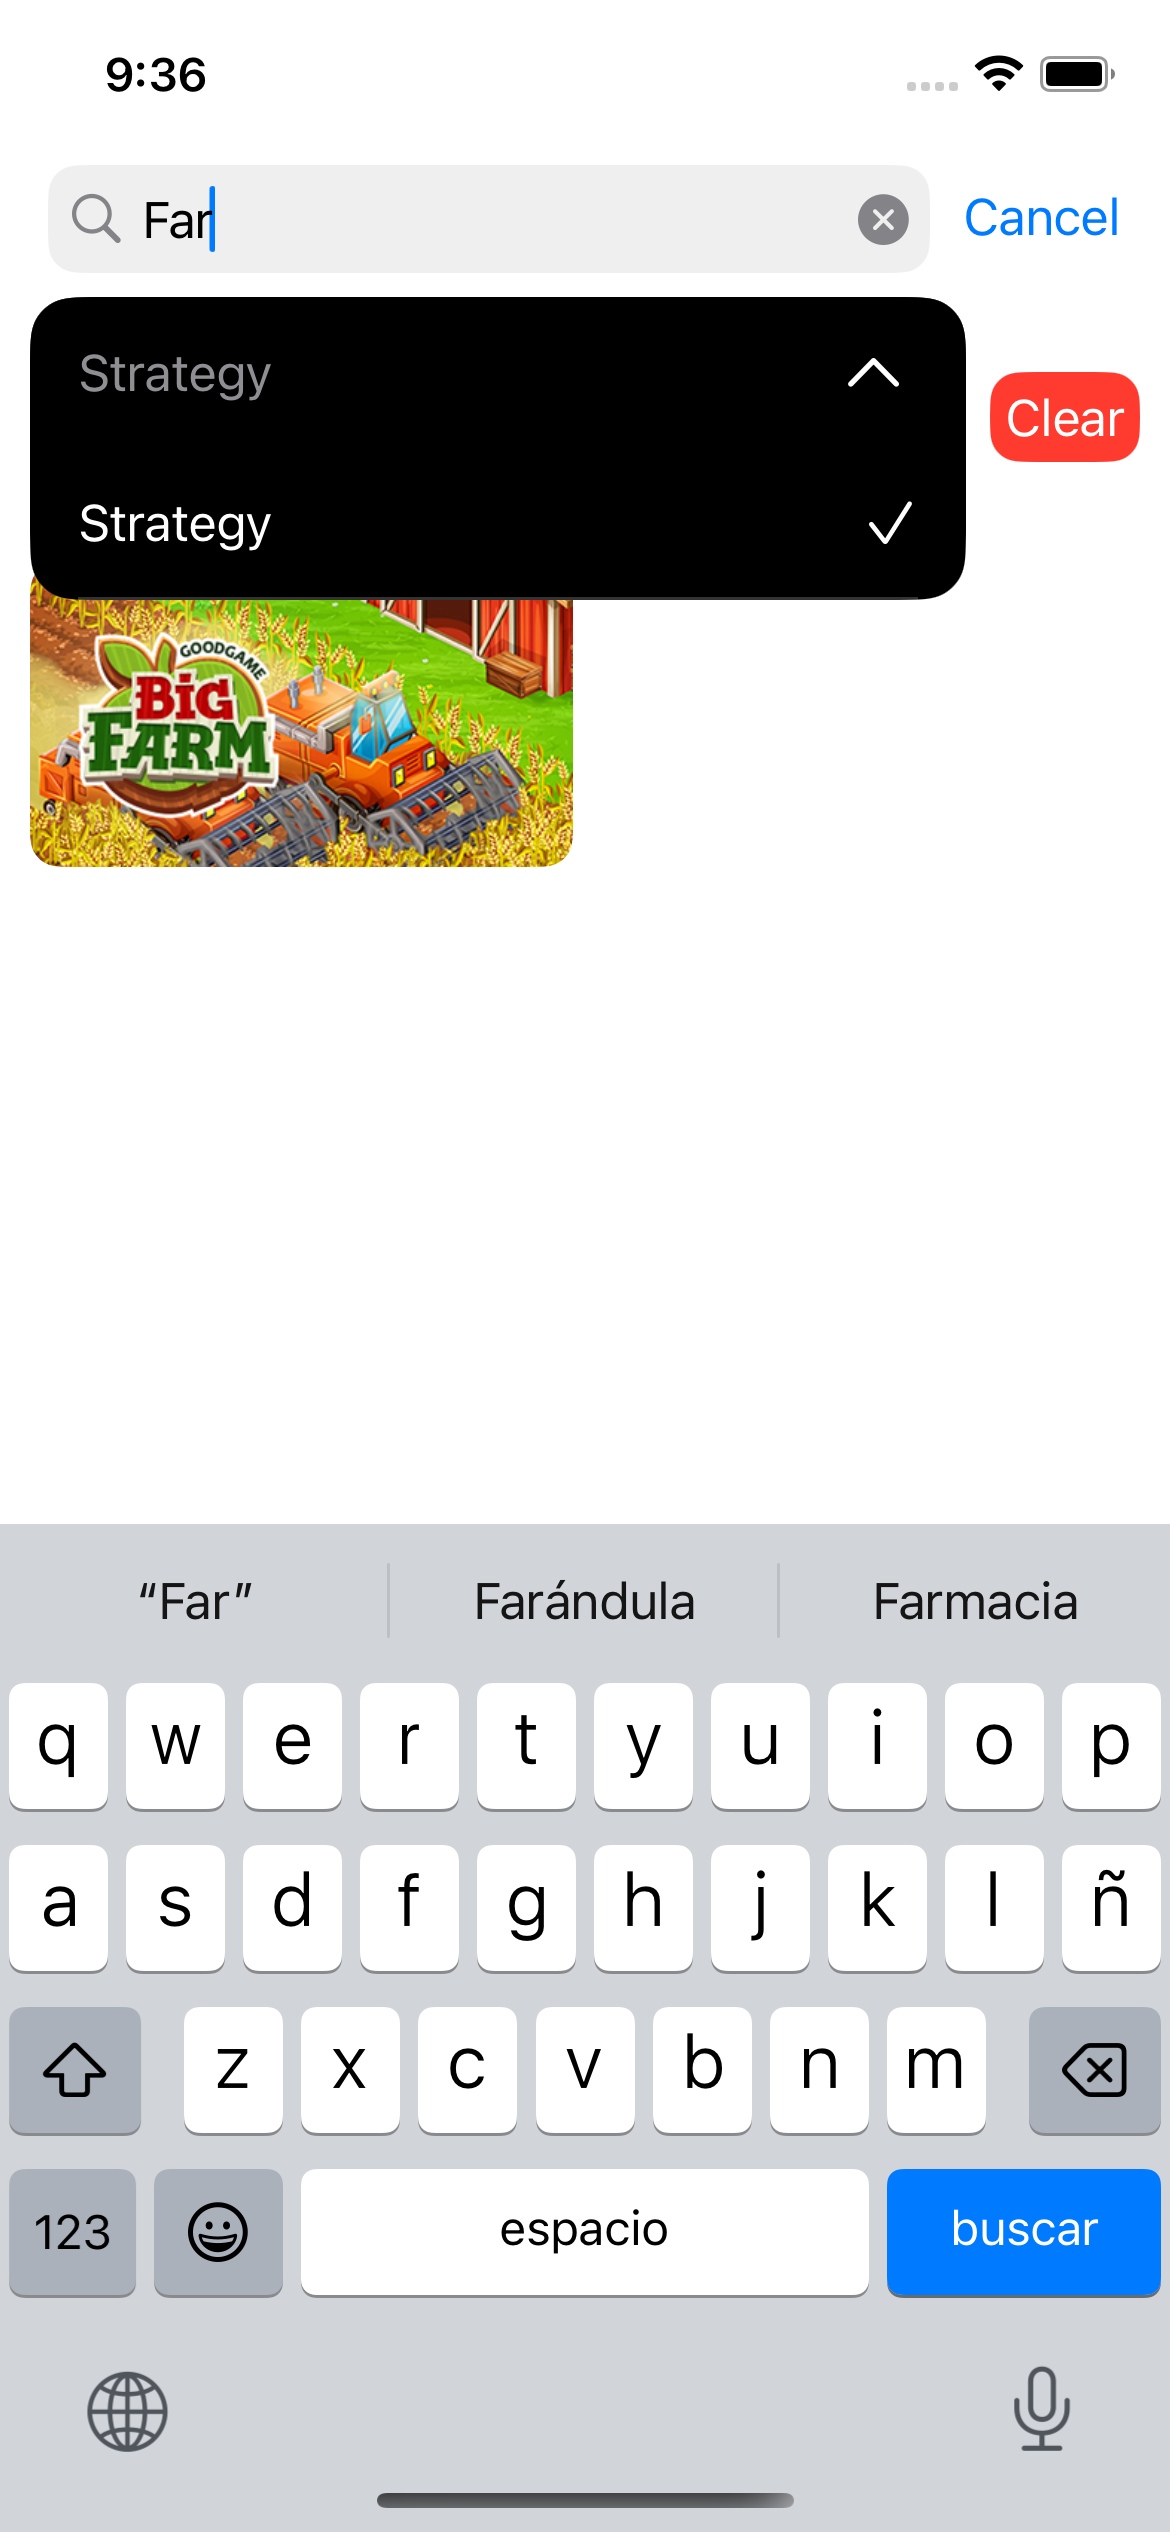 9:36
Far
Cancel
Strategy
Clear
Strategy
GOODGAME
BIG
FARM
“Far”
Farándula
Farmacia
q w e r t y u i o p
a s d f g h j k l ñ
z x c v b n m
123
espacio
buscar